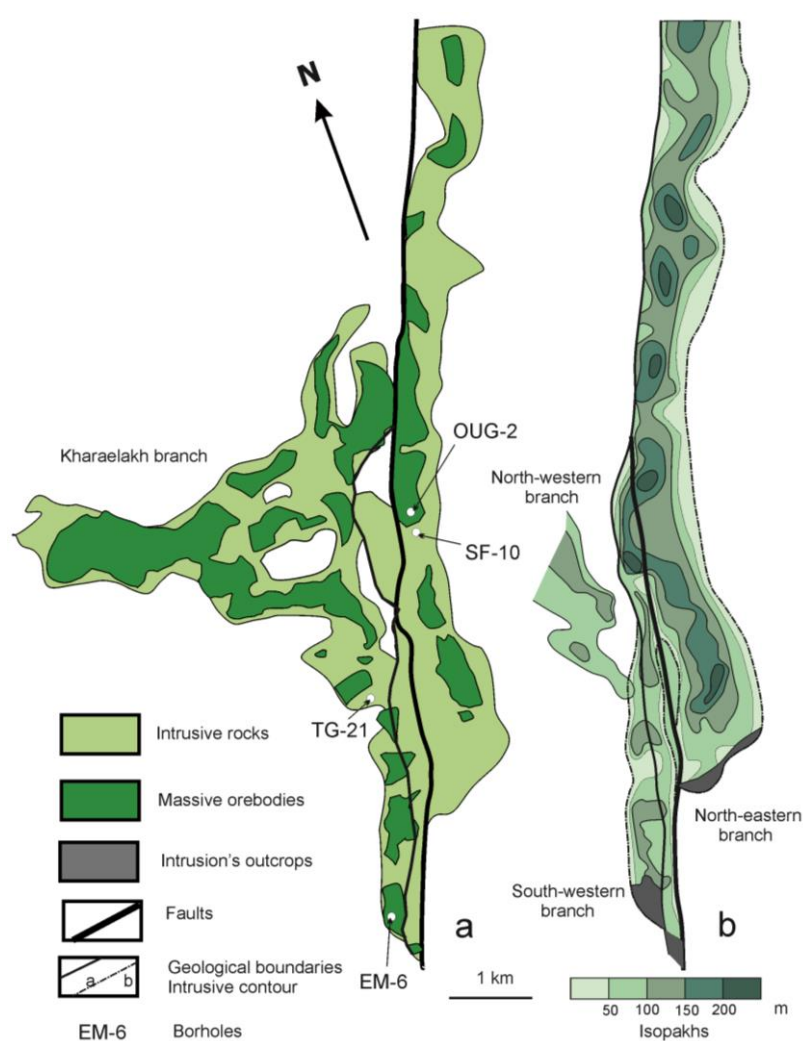 N
OUG-2
Kharaelakh branch
SF-10
North-western
branch
TG-21
Intrusive rocks
Massive orebodies
Intrusion's outcrops
Faults
a
b
Geological boundaries
Intrusive contour
EM-6
Boreholes
EM-6
a
1 km
North-eastern
branch
South-western
branch
b
50 100 150 200 m
Isopakhs